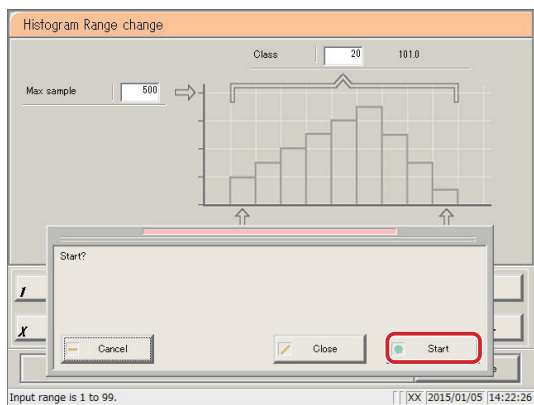 Histogram Range change
Class 20 101.0
Max sample 500
Start?
1
X
Cancel Close Start
Input range is 1 to 99. XX 2015/01/05 14:22:26